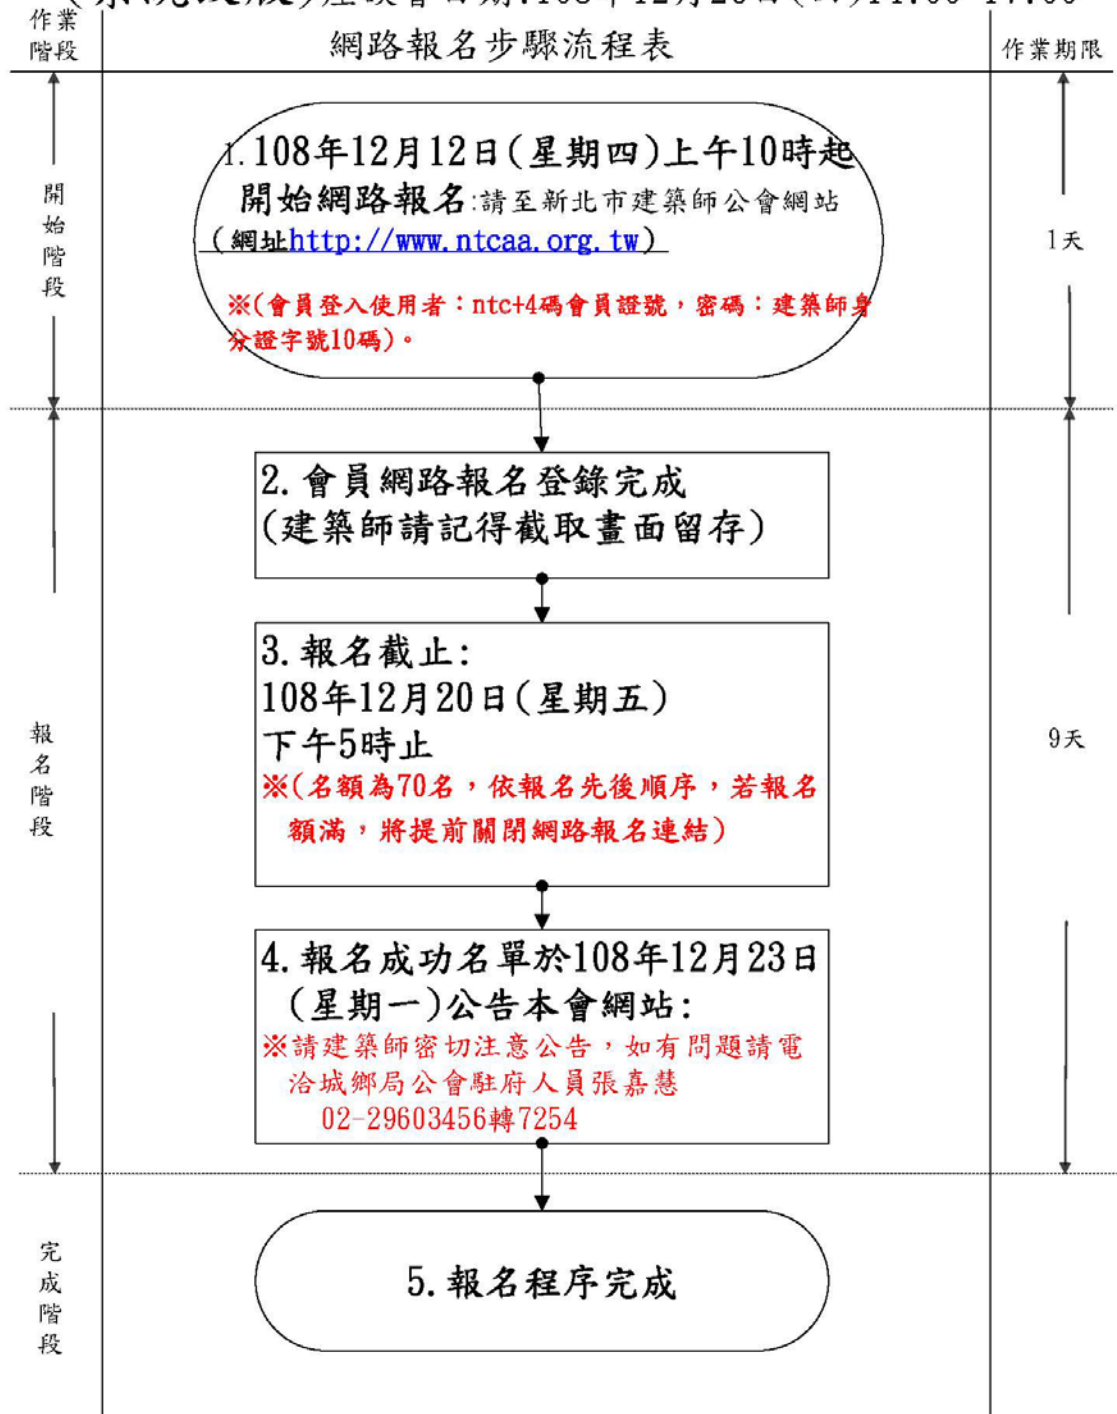 作業
階段
網路報名步驟流程表
作業期限
開始階段
1.108年12月12日(星期四)上午10時起
開始網路報名:請至新北市建築師公會網站
(網址http://www.ntcaa.org.tw)
※(會員登入使用者：ntc+4碼會員證號，密碼：建築師身
分證字號10碼)。
1天
2.會員網路報名登錄完成
(建築師請記得截取畫面留存)
報名階段
3.報名截止:
108年12月20日(星期五)
下午5時止
※(名額為70名，依報名先後順序，若報名
額滿，將提前關閉網路報名連結)
9天
4.報名成功名單於108年12月23日
(星期一)公告本會網站:
※請建築師密切注意公告，如有問題請電
洽城鄉局公會駐府人員張嘉慧
02-29603456轉7254
完成階段
5.報名程序完成